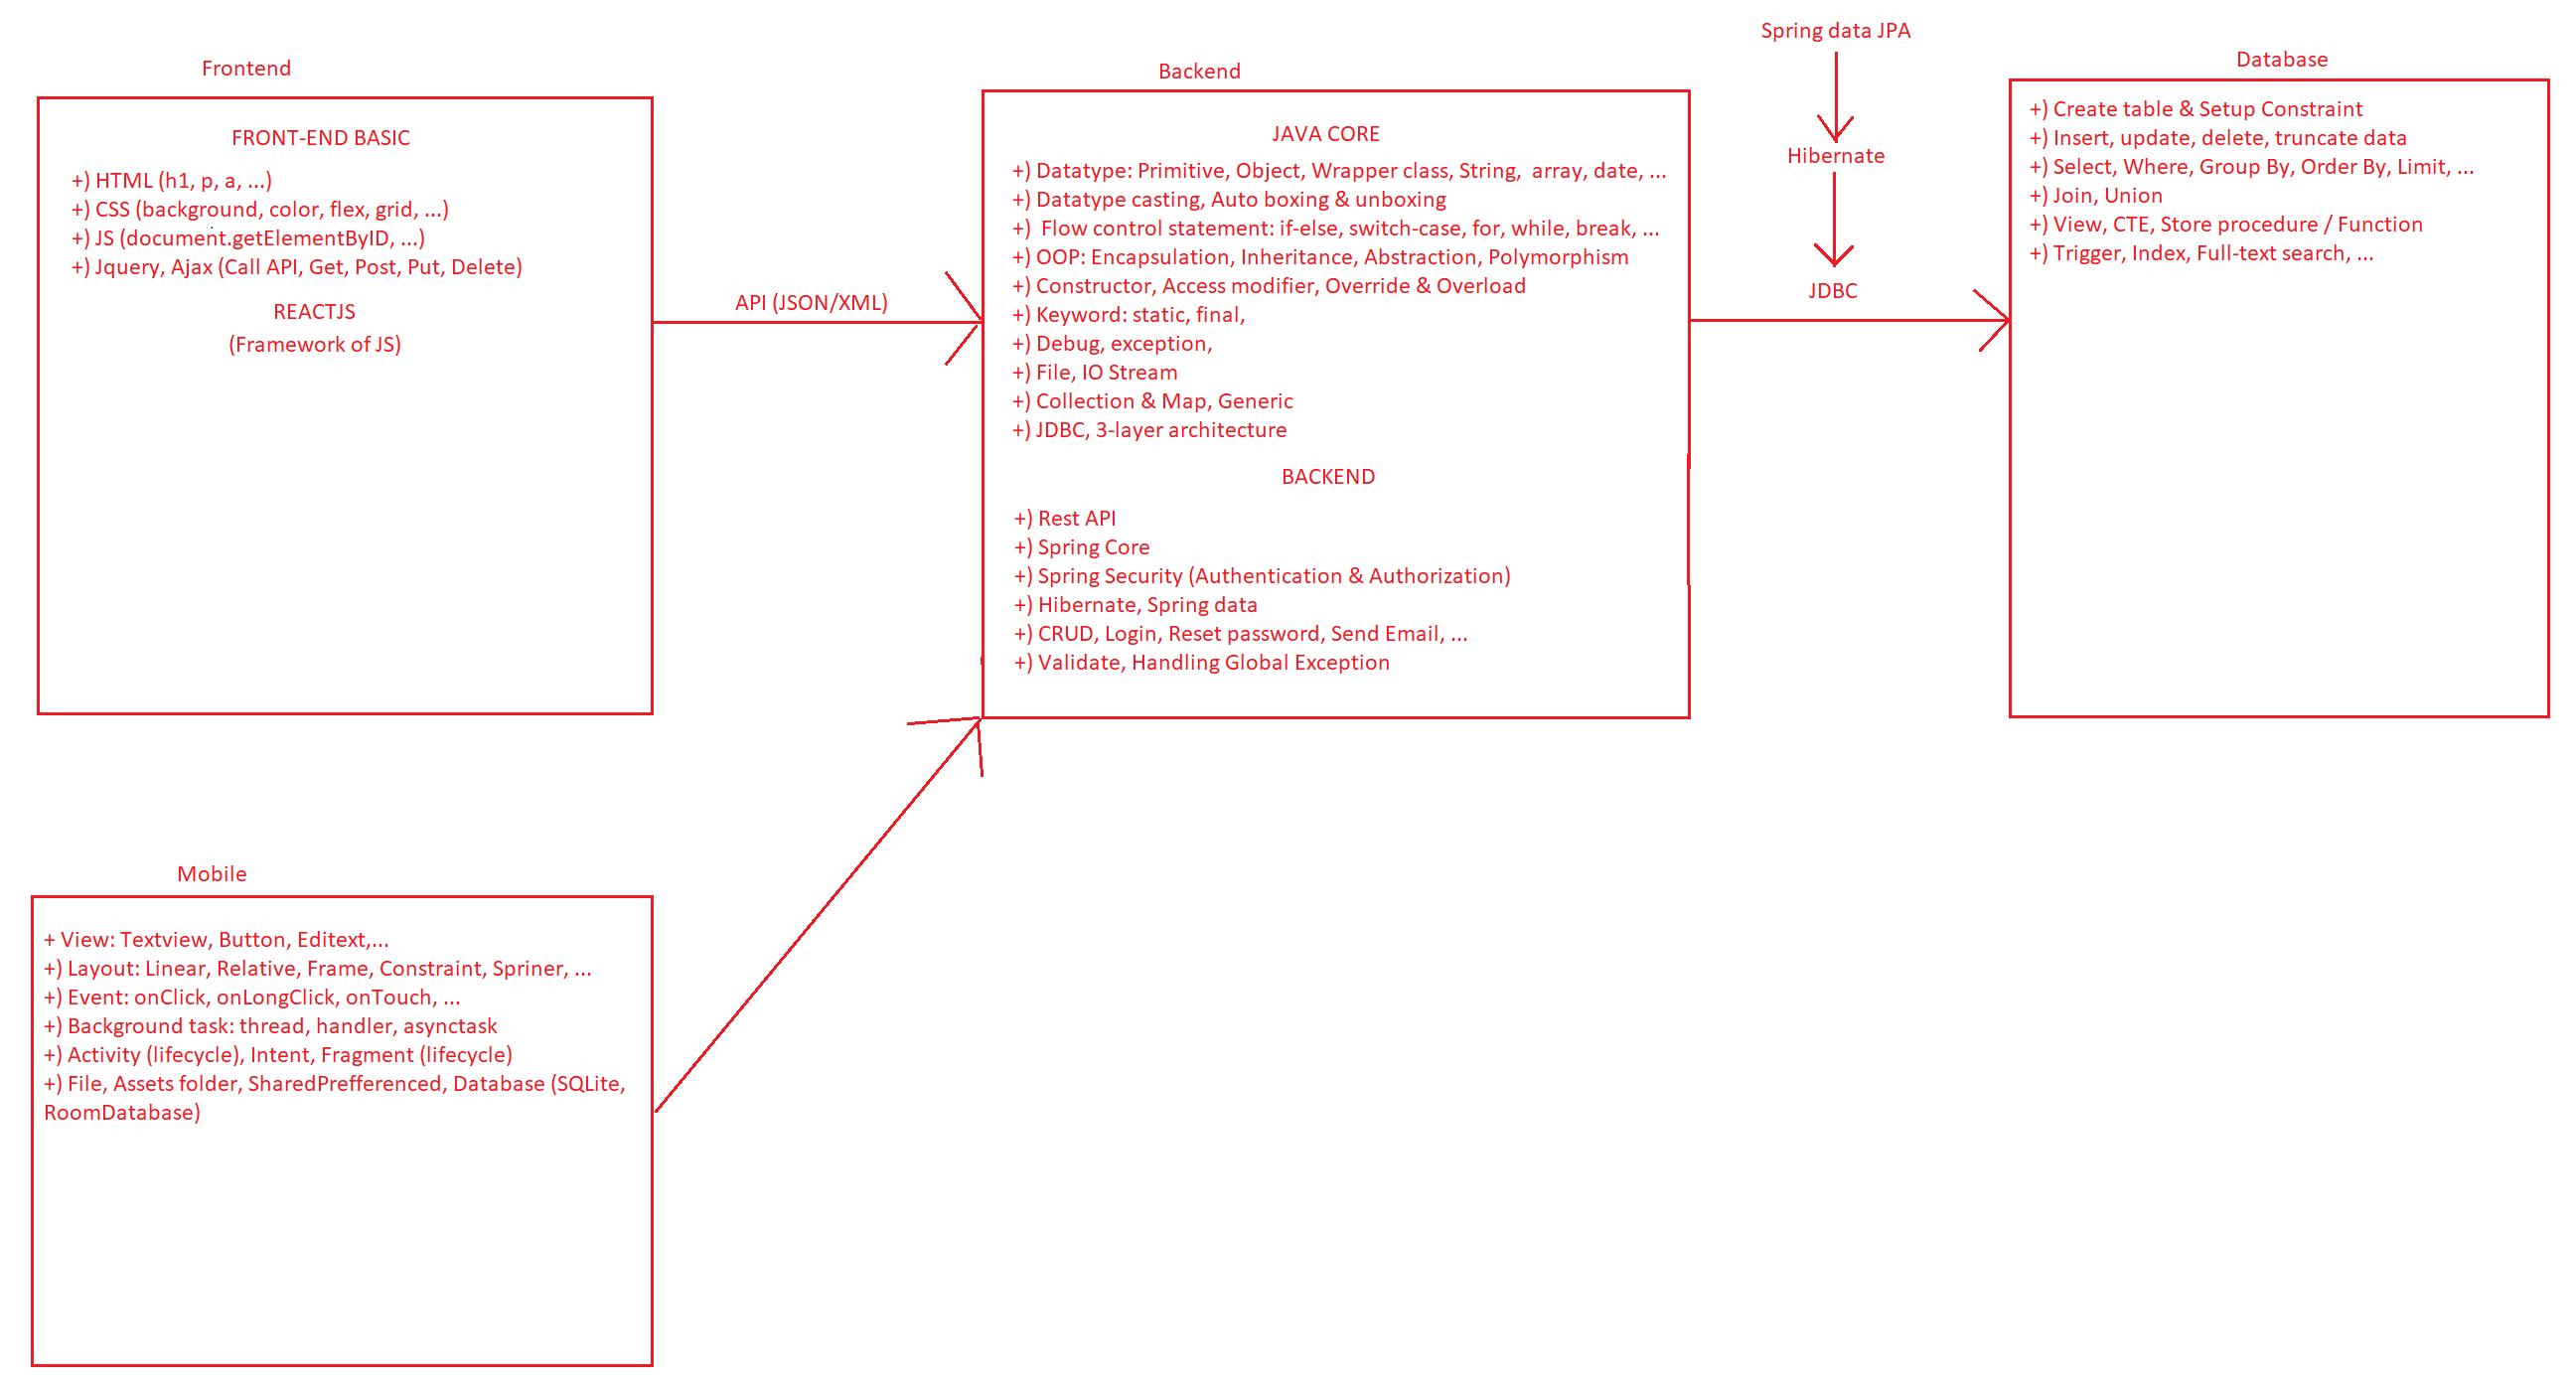 Frontend
FRONT-END BASIC
+) HTML (h1, p, a, ...)
+) CSS (background, color, flex, grid, ...)
+) JS (document.getElementByID, ...)
+) Jquery, Ajax (Call API, Get, Post, Put, Delete)
REACTJS
(Framework of JS)
API (JSON/XML)
Backend
JAVA CORE
+) Datatype: Primitive, Object, Wrapper class, String,  array, date, ...
+) Datatype casting, Auto boxing & unboxing
+)  Flow control statement: if-else, switch-case, for, while, break, ...
+) OOP: Encapsulation, Inheritance, Abstraction, Polymorphism
+) Constructor, Access modifier, Override & Overload
+) Keyword: static, final,
+) Debug, exception,
+) File, IO Stream
+) Collection & Map, Generic
+) JDBC, 3-layer architecture
BACKEND
+) Rest API
+) Spring Core
+) Spring Security (Authentication & Authorization)
+) Hibernate, Spring data
+) CRUD, Login, Reset password, Send Email, ...
+) Validate, Handling Global Exception
Spring data JPA
Hibernate
JDBC
Database
+) Create table & Setup Constraint
+) Insert, update, delete, truncate data
+) Select, Where, Group By, Order By, Limit, ...
+) Join, Union
+) View, CTE, Store procedure / Function
+) Trigger, Index, Full-text search, ...
Mobile
+ View: Textview, Button, Editext,...
+) Layout: Linear, Relative, Frame, Constraint, Spriner, ...
+) Event: onClick, onLongClick, onTouch, ...
+) Background task: thread, handler, asynctask
+) Activity (lifecycle), Intent, Fragment (lifecycle)
+) File, Assets folder, SharedPrefferenced, Database (SQLite,
RoomDatabase)